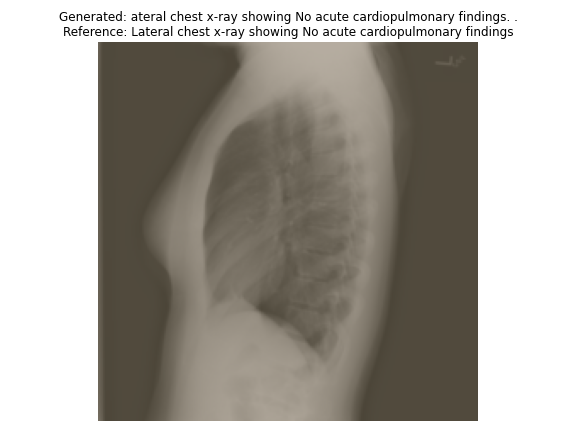 Generated: ateral chest x-ray showing No acute cardiopulmonary findings. .
Reference: Lateral chest x-ray showing No acute cardiopulmonary findings
L